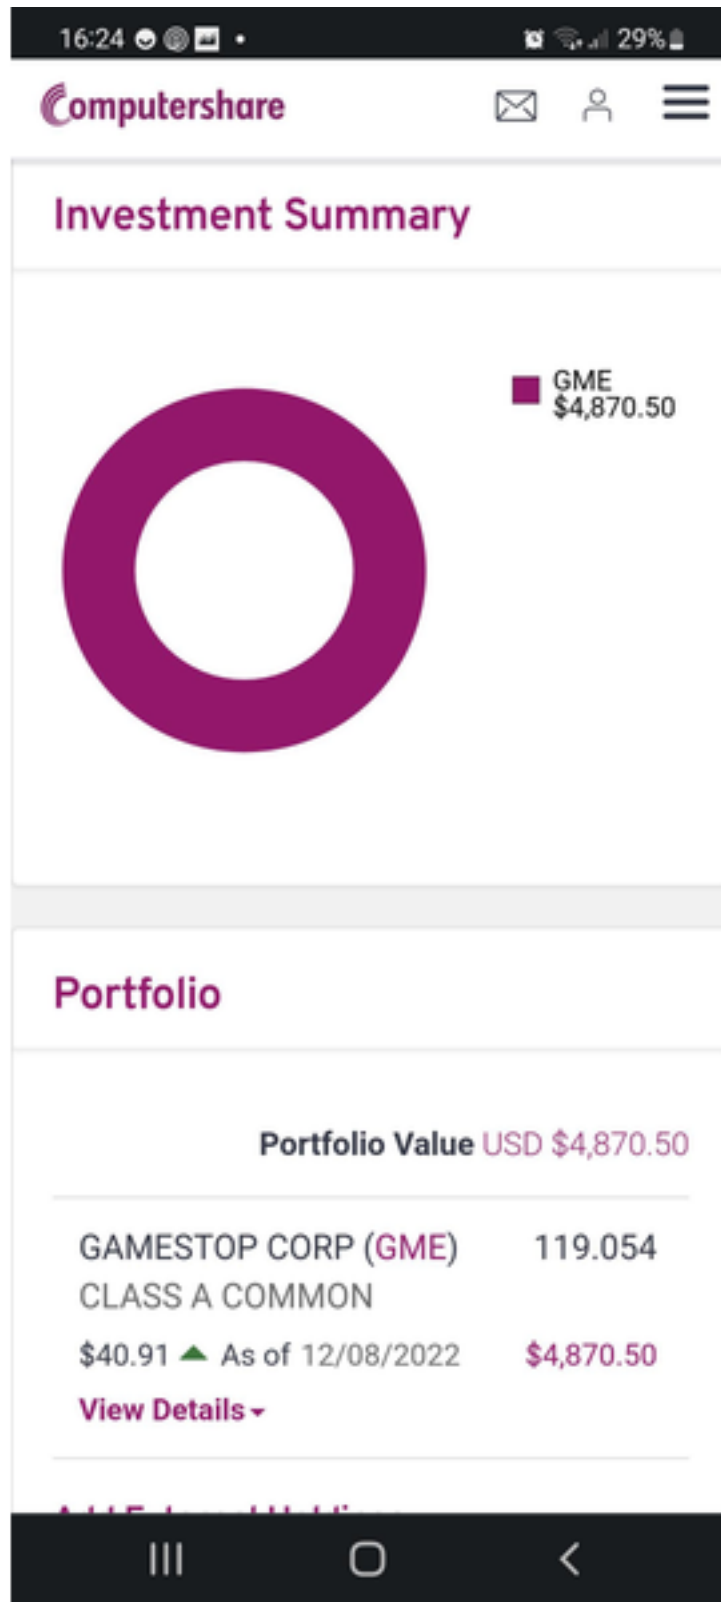 16:24 29%
Computershare
Investment Summary
GME
$4,870.50
Portfolio
Portfolio Value USD $4,870.50
GAMESTOP CORP (GME) 119.054
CLASS A COMMON
$40.91 As of 12/08/2022 $4,870.50
View Details